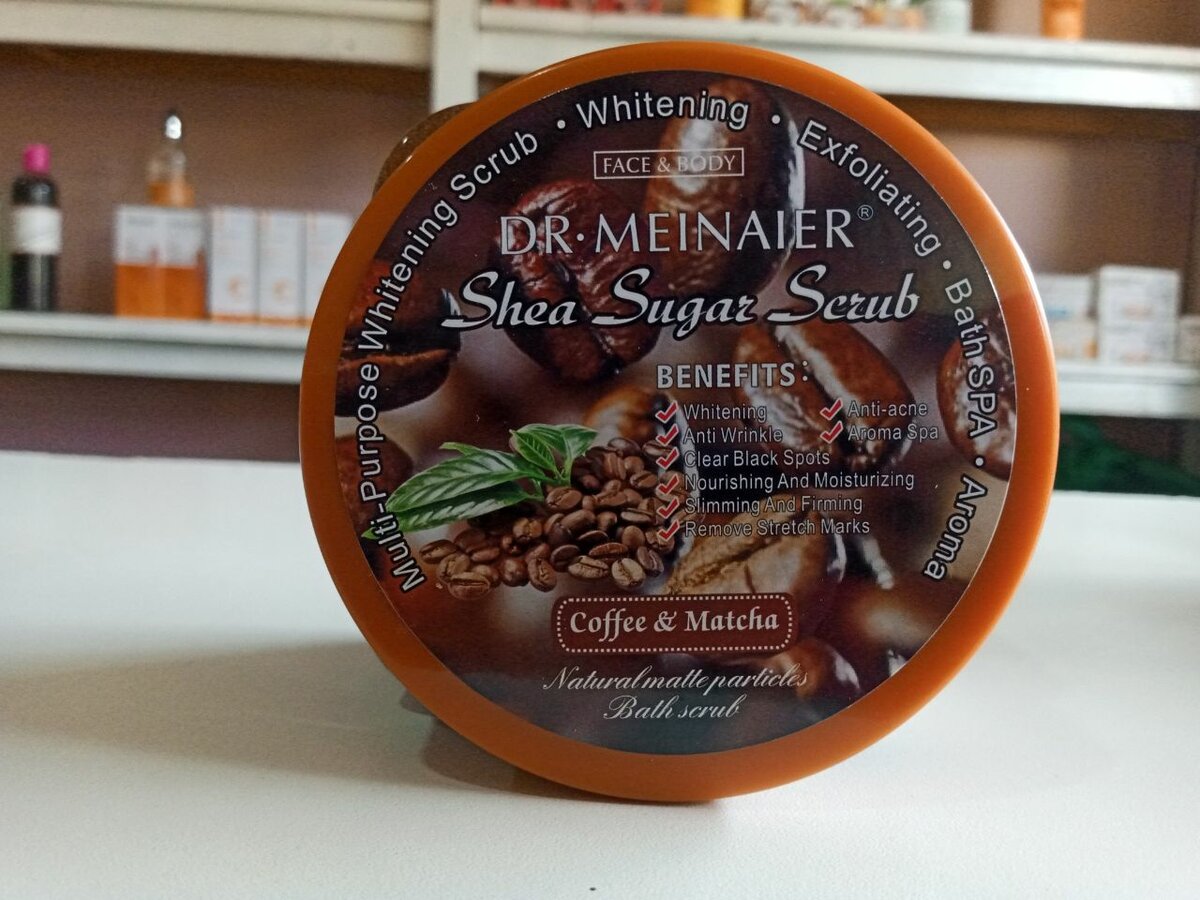 Multi-Purpose Whitening Scrub • Whitening • Exfoliating • Bath SPA • Aroma
FACE & BODY
DR·MEINAIER®
Shea Sugar Scrub
BENEFITS:
Whitening
Anti-acne
Anti Wrinkle
Aroma Spa
Clear Black Spots
Nourishing And Moisturizing
Slimming And Firming
Remove Stretch Marks
Coffee & Matcha
Natural matte particles
Bath scrub